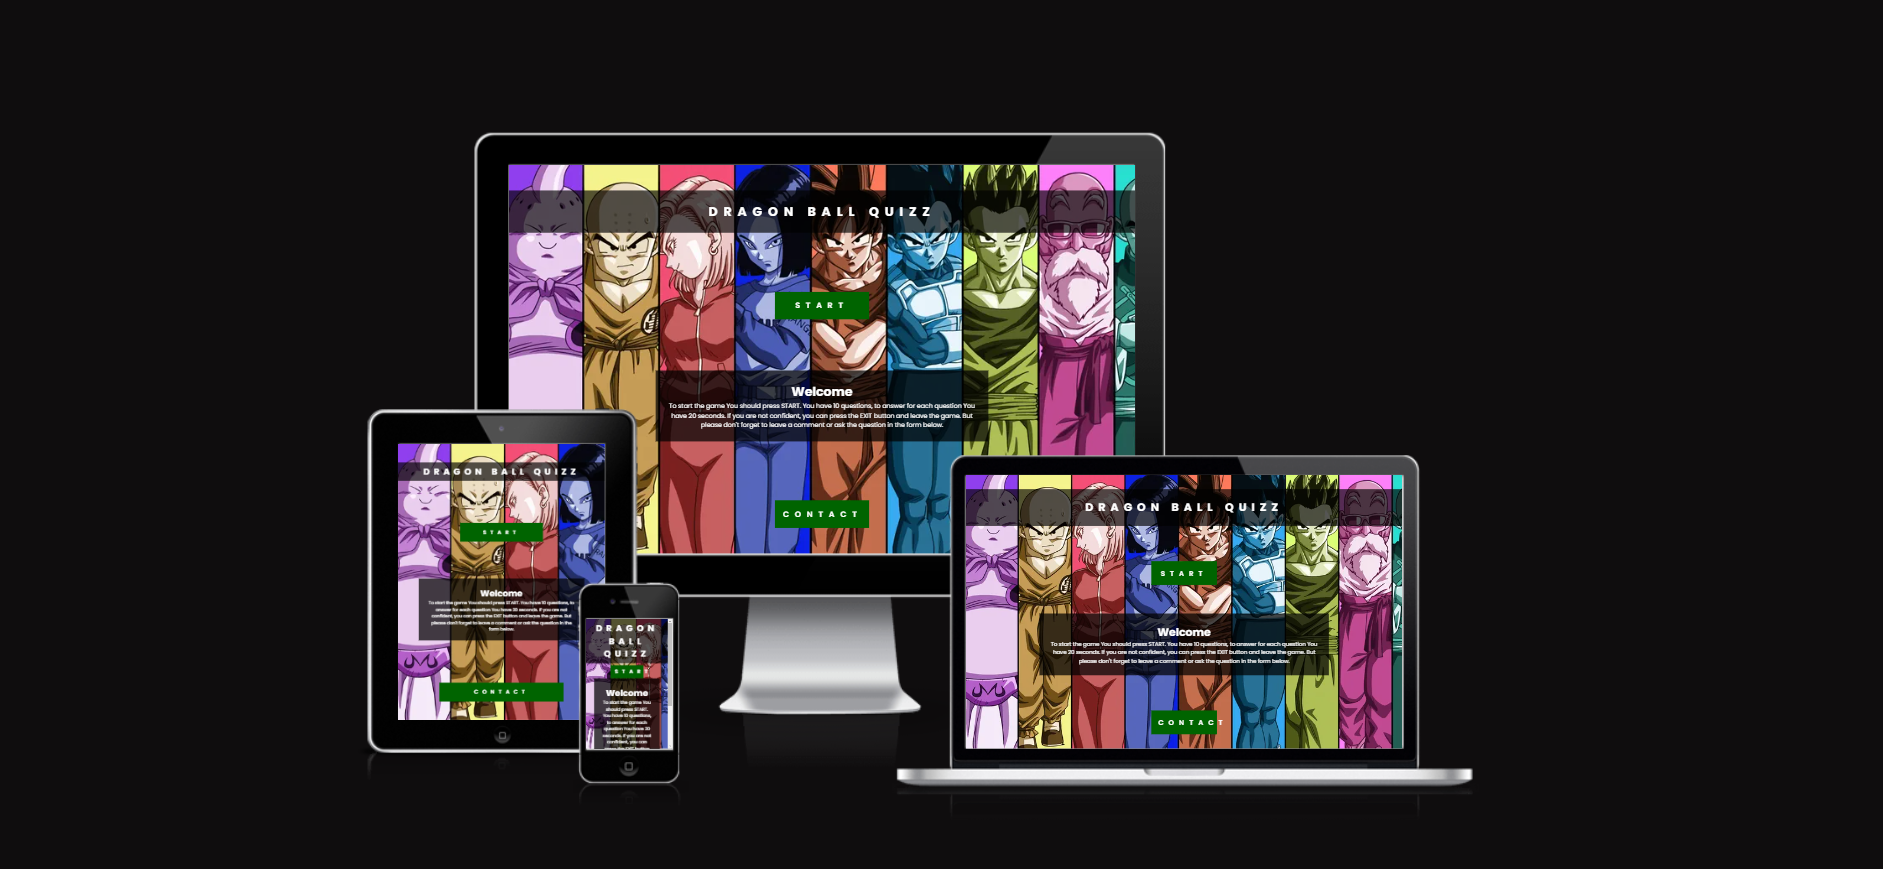 DRAGON BALL QUIZZ
START
Welcome
To start the game You should press START. You have 10 questions, to answer for each question You
have 20 seconds. If you are not confident, you can press the EXIT button and leave the game. But
please don't forget to leave a comment or ask the question in the form below.
CONTACT
DRAGON BALL QUIZZ
START
Welcome
To start the game You should press START. You have 10 questions, to
answer for each question You have 20 seconds. If you are not
confident, you can press the EXIT button and leave the game. But
please don't forget to leave a comment or ask the question in the
form below.
CONTACT
DRAGON
BALL
QUIZZ
START
Welcome
To start the game You
should press START.
You have 10 questions,
to answer for each
question You have 20
seconds. If you are not
confident, you can
press the EXIT button
DRAGON BALL QUIZZ
START
Welcome
To start the game You should press START. You have 10 questions, to answer for each question You
have 20 seconds. If you are not confident, you can press the EXIT button and leave the game. But
please don't forget to leave a comment or ask the question in the form below.
CONTACT